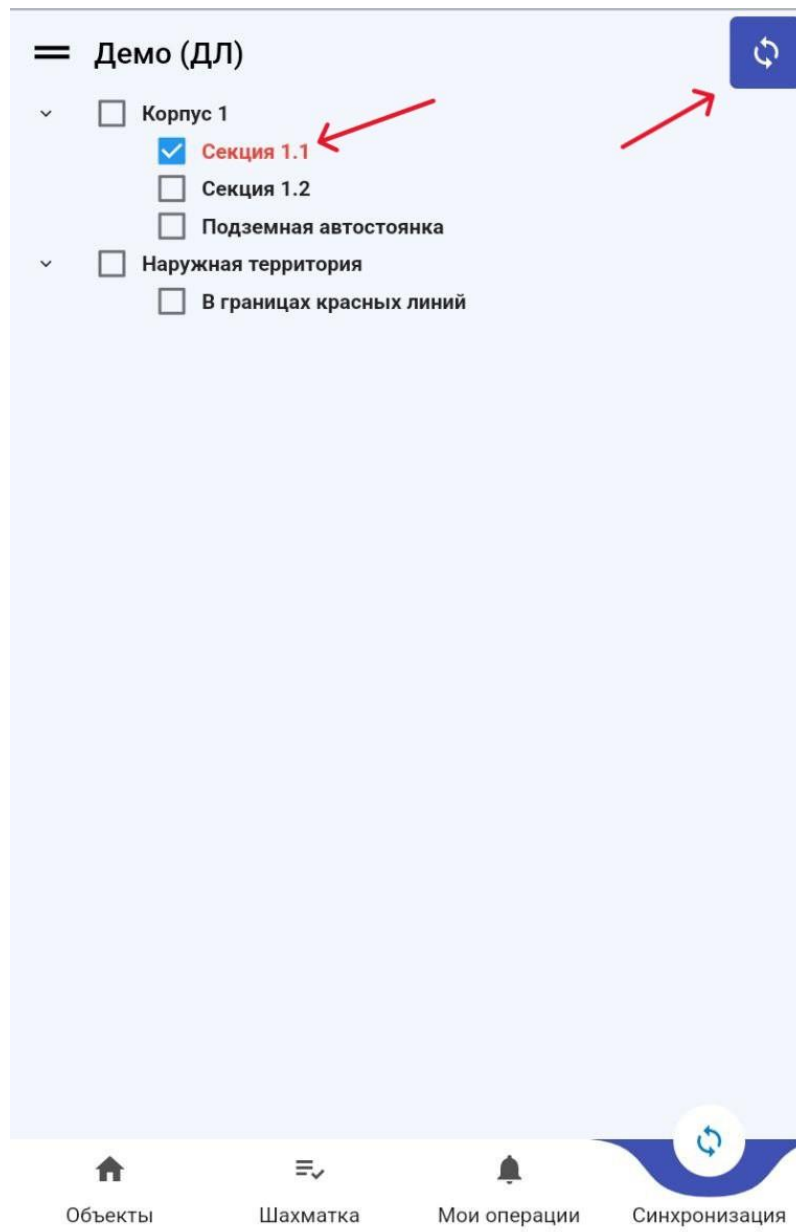 Демо (ДЛ)
Корпус 1
Секция 1.1
Секция 1.2
Подземная автостоянка
Наружная территория
В границах красных линий
Объекты
Шахматка
Мои операции
Синхронизация